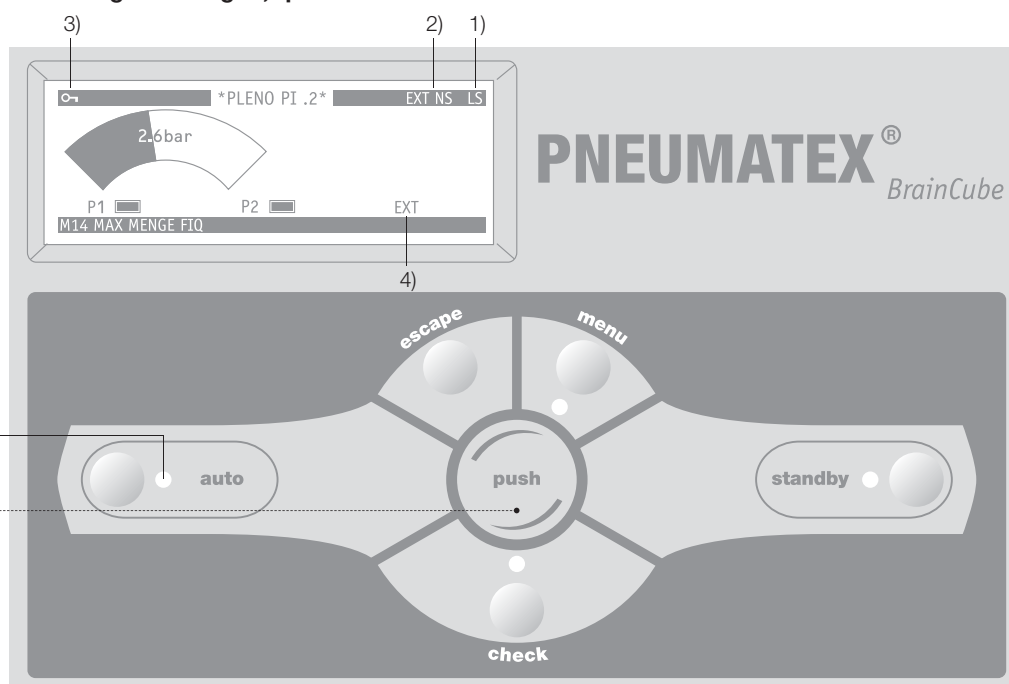 3)
2)
1)
*PLENO PI .2*
EXT NS LS
2.6bar
P1
P2
EXT
M14 MAX MENGE FIQ
4)
PNEUMATEX®
BrainCube
escape
menu
auto
push
standby
check